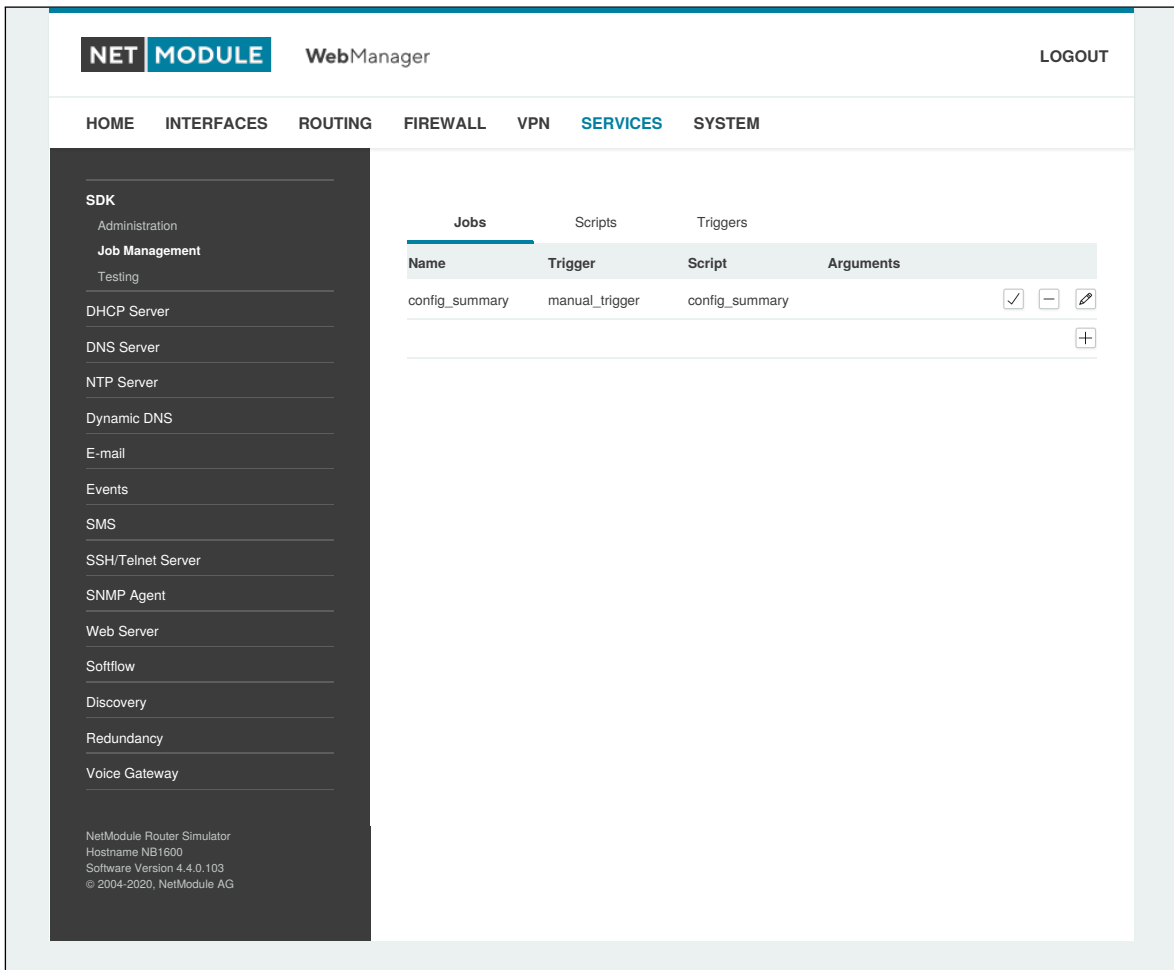 NET MODULE WebManager LOGOUT
HOME INTERFACES ROUTING FIREWALL VPN SERVICES SYSTEM
SDK
Administration
Job Management
Testing
DHCP Server
DNS Server
NTP Server
Dynamic DNS
E-mail
Events
SMS
SSH/Telnet Server
SNMP Agent
Web Server
Softflow
Discovery
Redundancy
Voice Gateway
NetModule Router Simulator
Hostname NB1600
Software Version 4.4.0.103
© 2004-2020, NetModule AG
Jobs Scripts Triggers
Name Trigger Script Arguments
config_summary manual_trigger config_summary